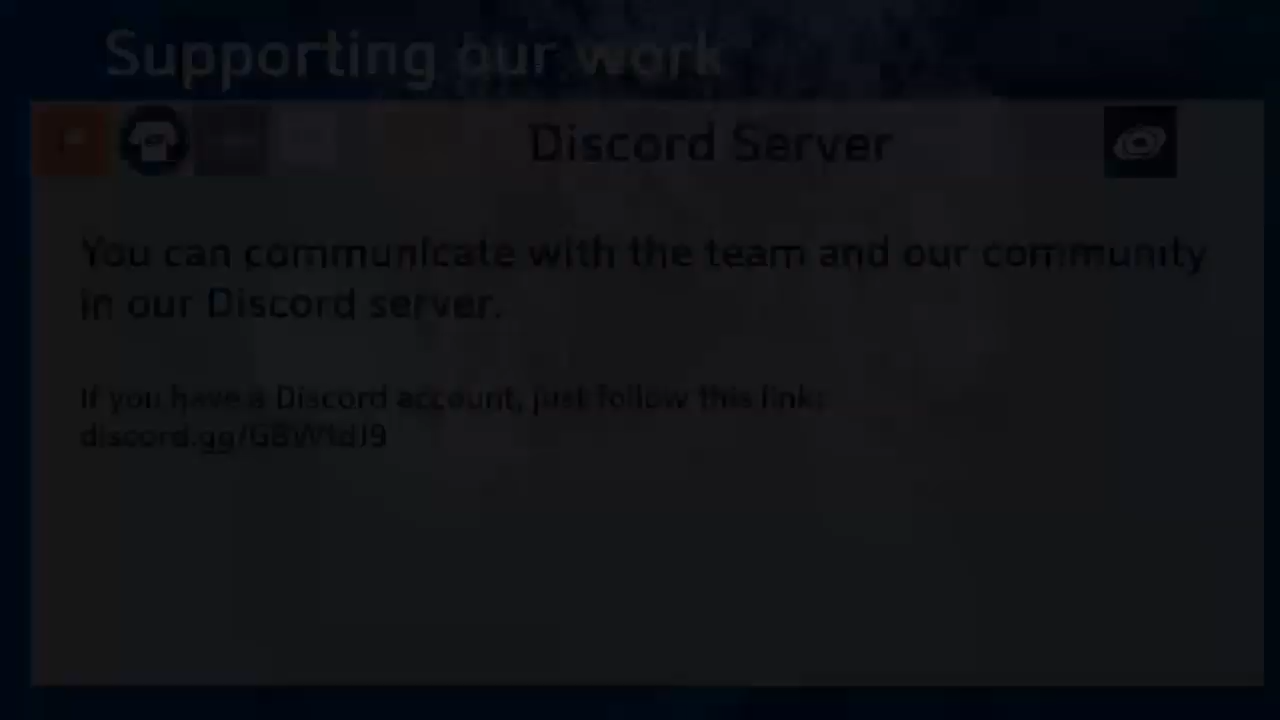 Supporting our work
Discord Server
You can communicate with the team and our community
in our Discord server.
If you have a Discord account, just follow this link: